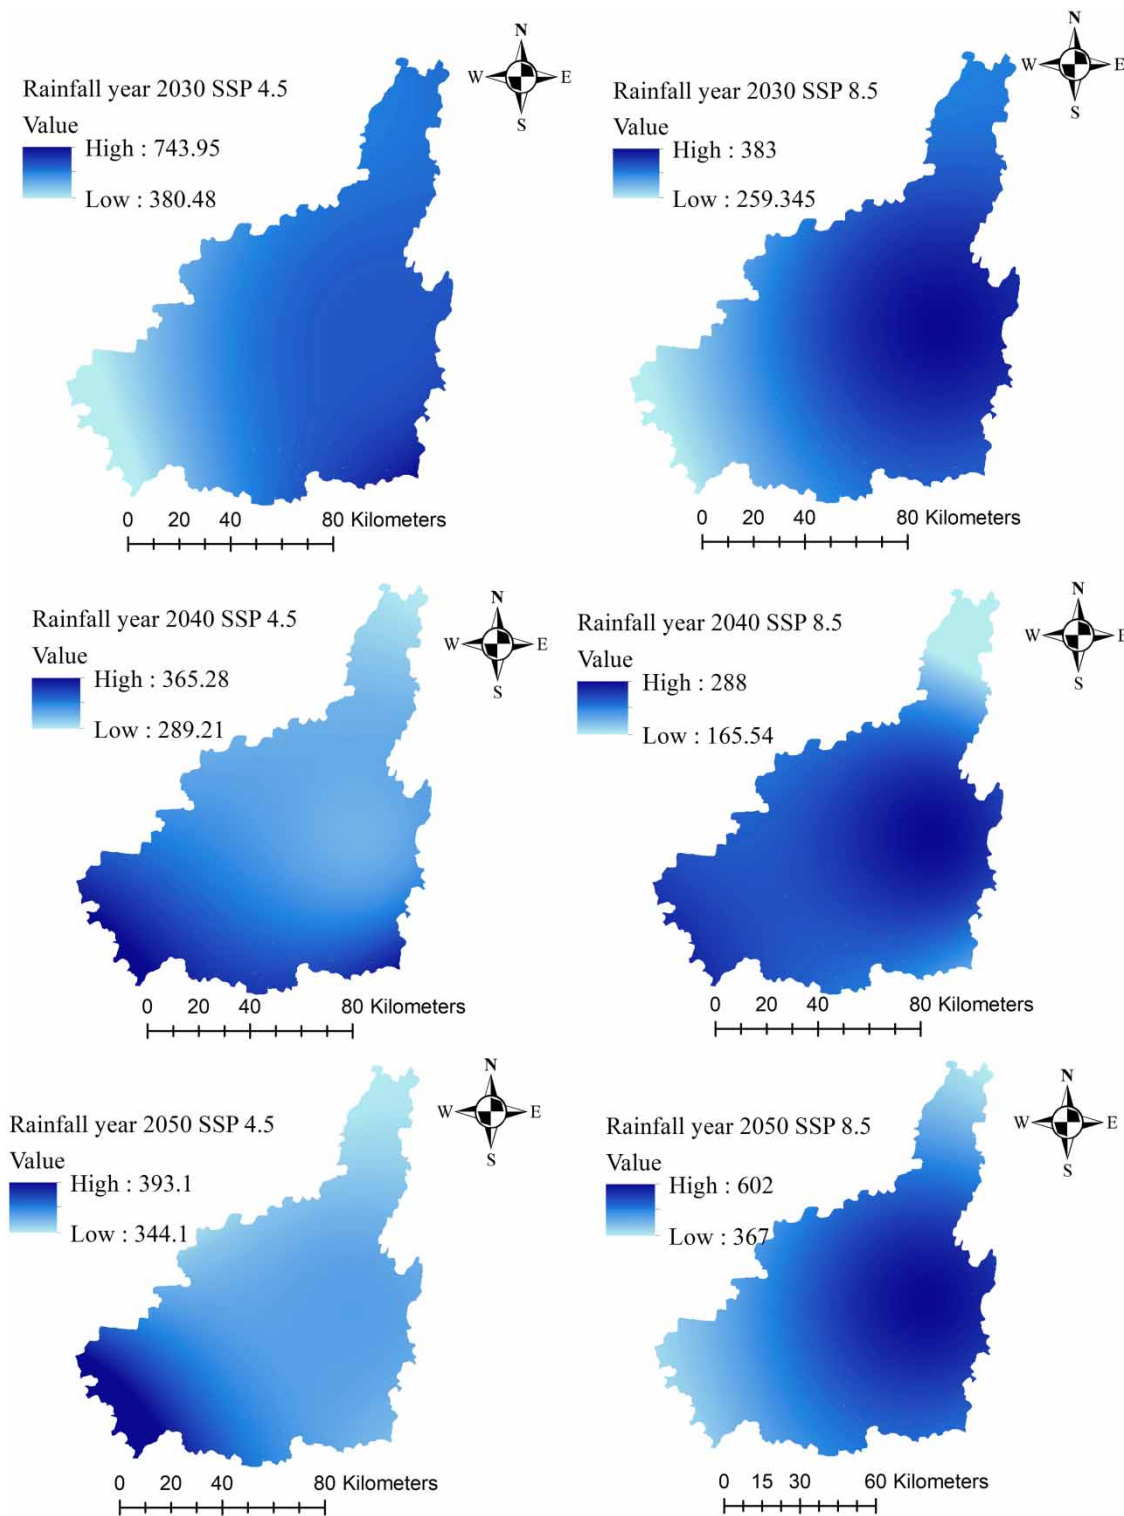 N
W E
S
Rainfall year 2030 SSP 4.5
Value
High : 743.95
Low : 380.48
0 20 40 80 Kilometers
N
W E
S
Rainfall year 2030 SSP 8.5
Value
High : 383
Low : 259.345
0 20 40 80 Kilometers
N
W E
S
Rainfall year 2040 SSP 4.5
Value
High : 365.28
Low : 289.21
0 20 40 80 Kilometers
N
W E
S
Rainfall year 2040 SSP 8.5
Value
High : 288
Low : 165.54
0 20 40 80 Kilometers
N
W E
S
Rainfall year 2050 SSP 4.5
Value
High : 393.1
Low : 344.1
0 20 40 80 Kilometers
N
W E
S
Rainfall year 2050 SSP 8.5
Value
High : 602
Low : 367
0 15 30 60 Kilometers